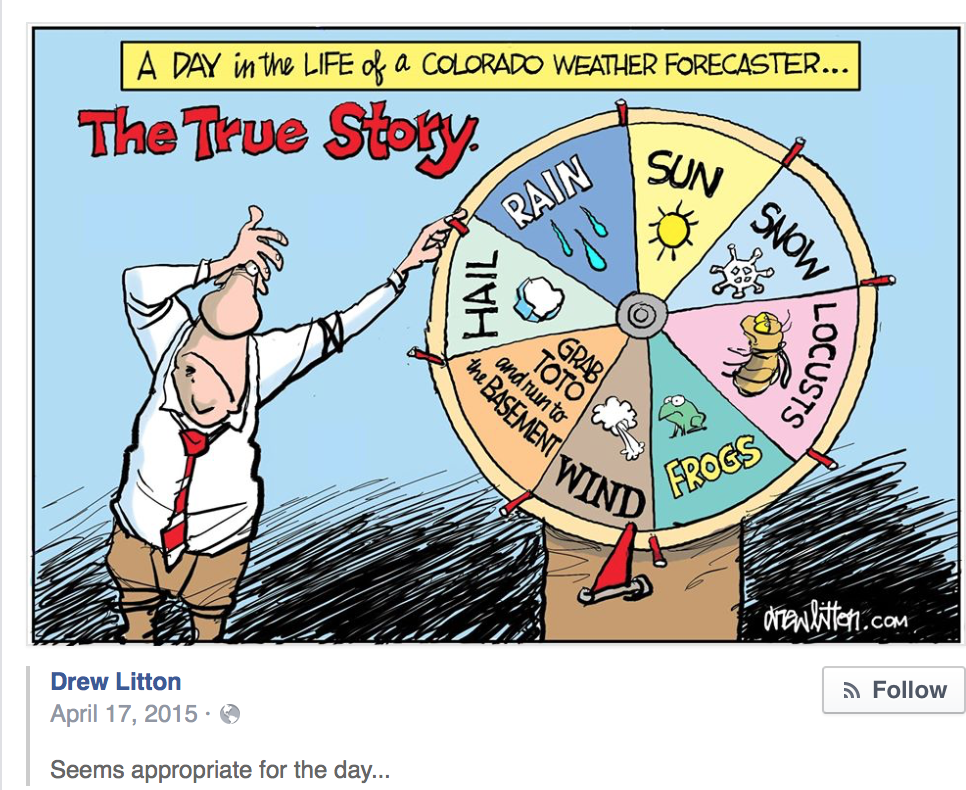 A DAY in the LIFE of a COLORADO WEATHER FORECASTER...
The True Story.
RAIN
SUN
SNOW
LOCUSTS
FROGS
WIND
GRAB
TOTO
and run to
the BASEMENT
HAIL
drewlitton.COM
Drew Litton
Follow
April 17, 2015 ·
Seems appropriate for the day...